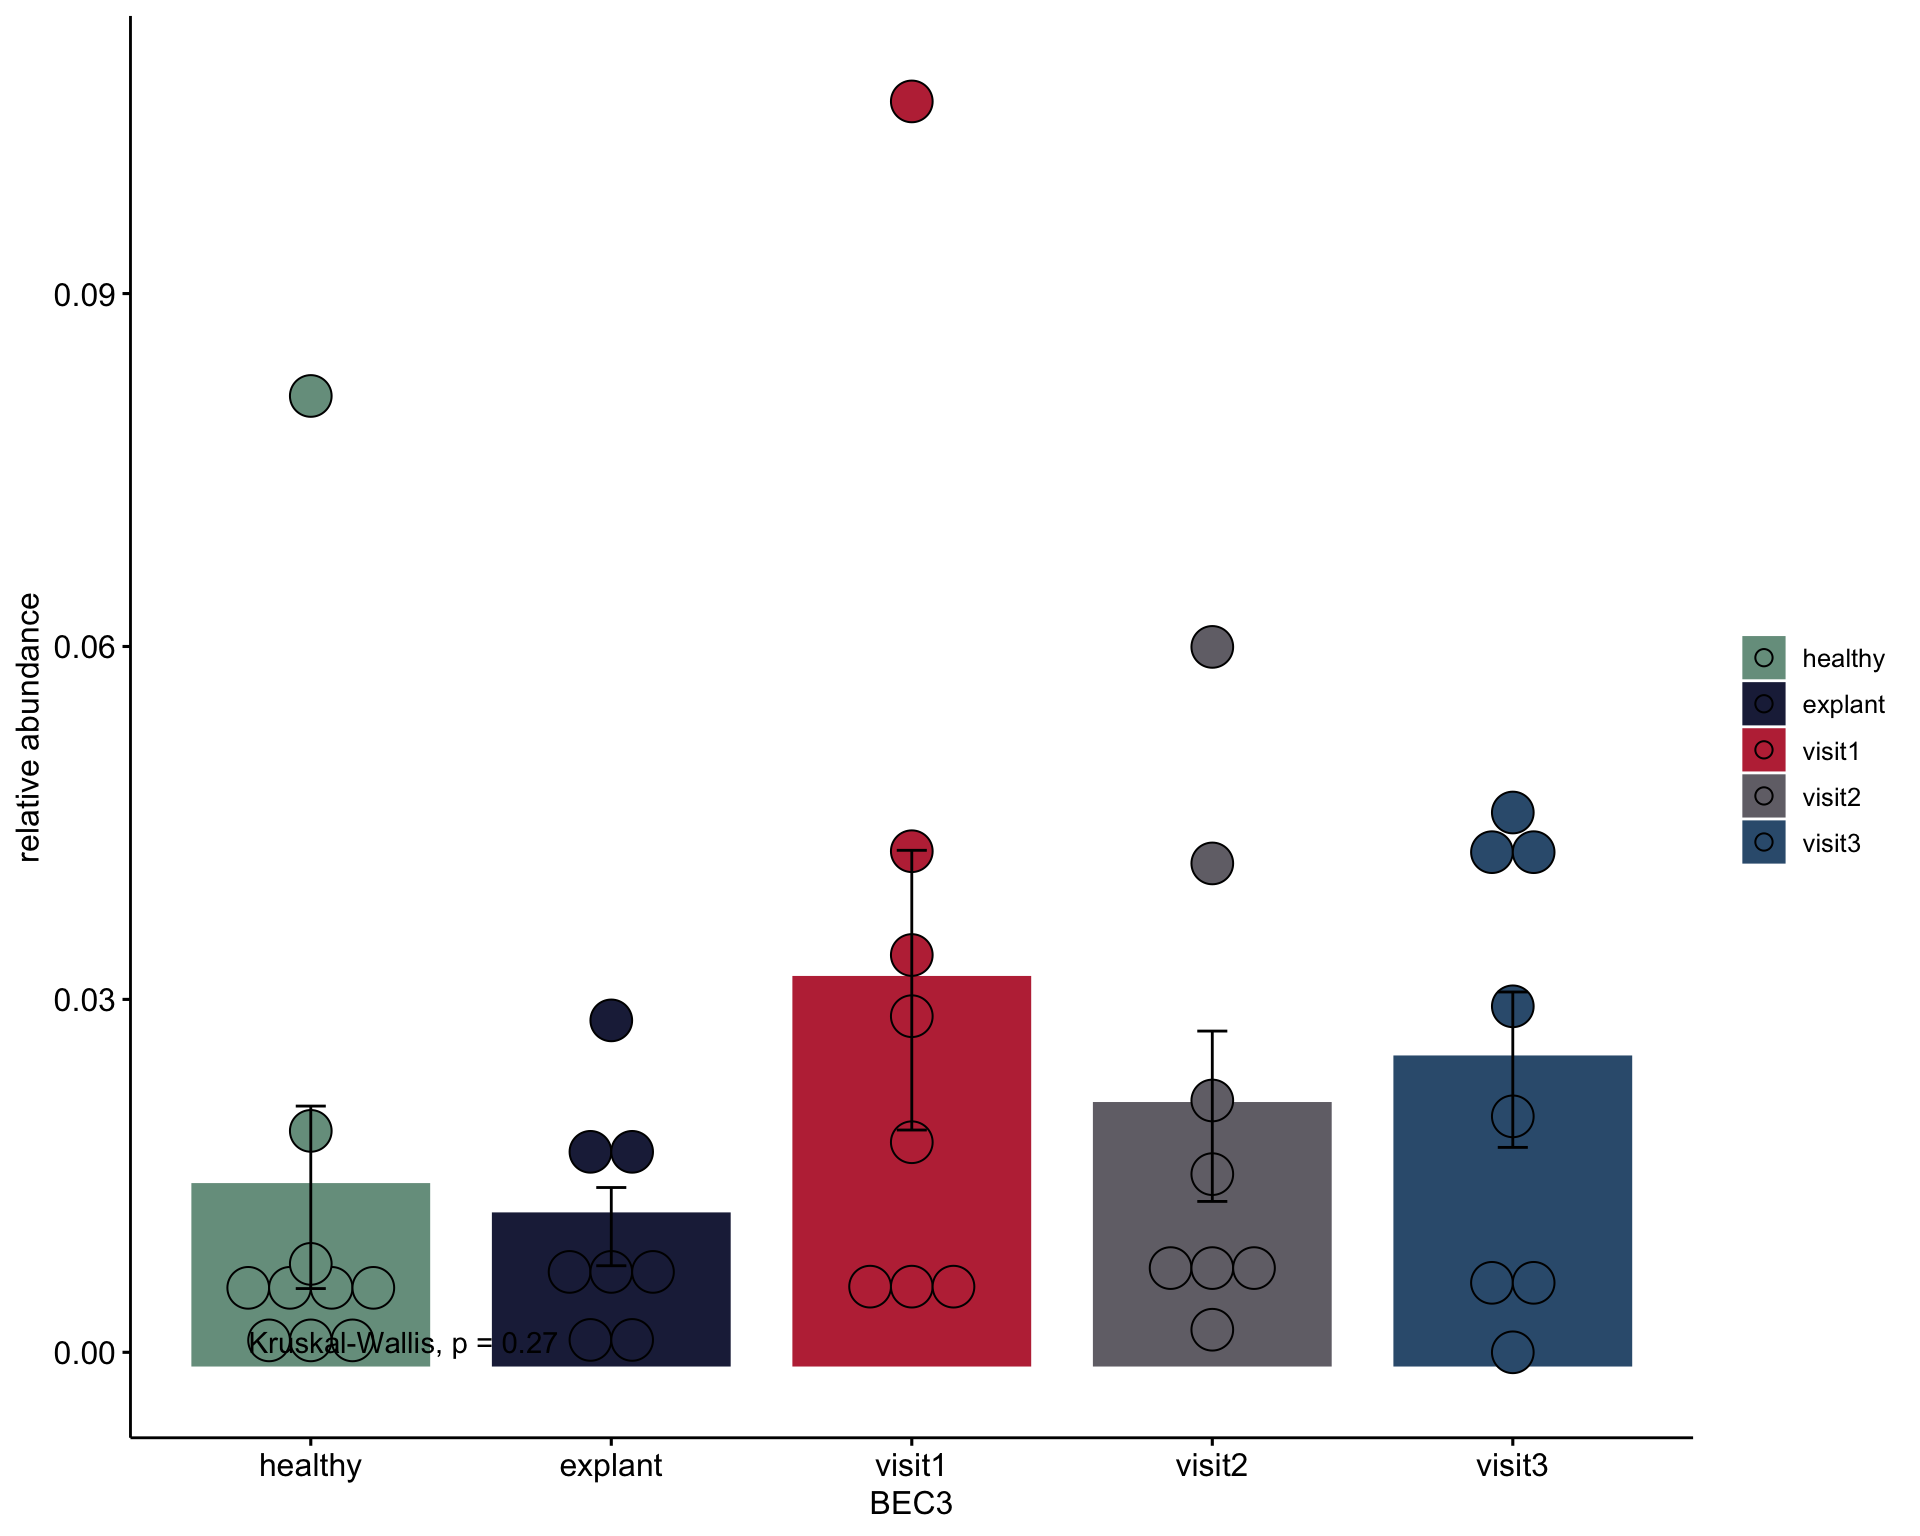 relative abundance
0.09
0.06
0.03
0.00
Kruskal-Wallis, p = 0.27
healthy
explant
visit1
visit2
visit3
BEC3
healthy
explant
visit1
visit2
visit3